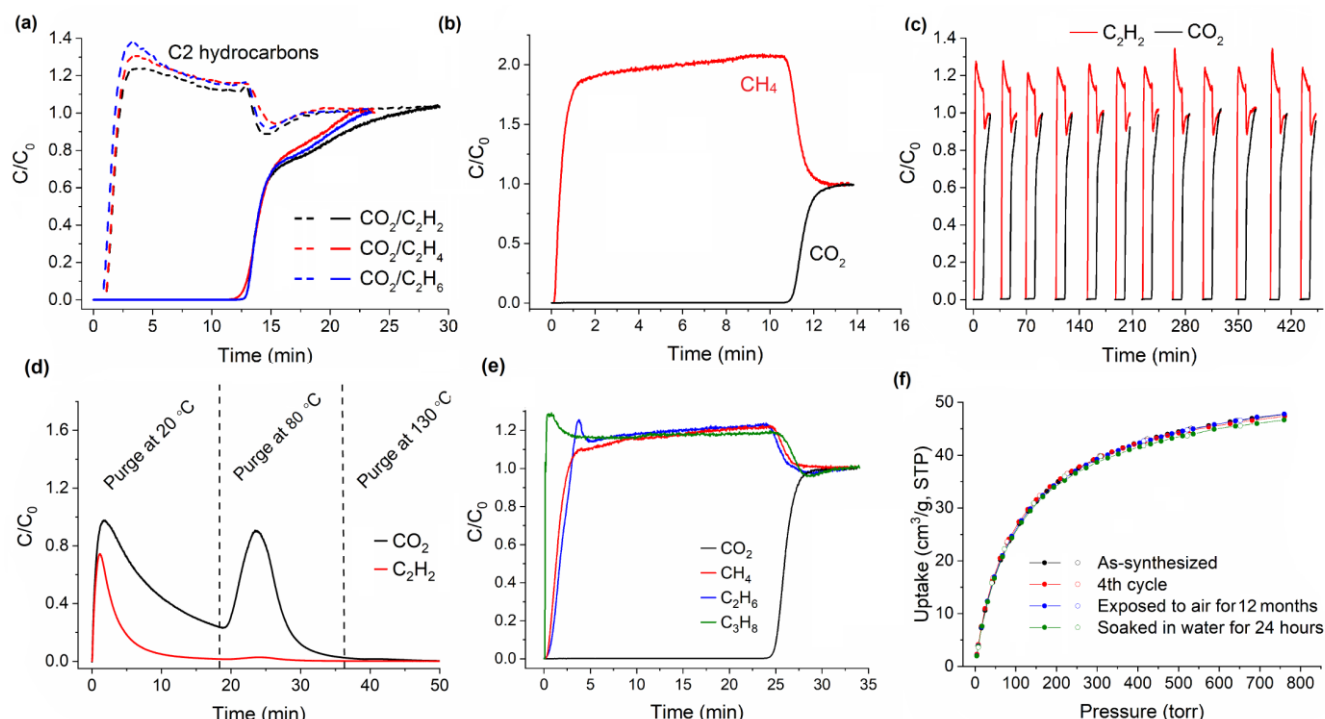 (a)
C2 hydrocarbons
CO₂/C₂H₂
CO₂/C₂H₄
CO₂/C₂H₆
C/C₀
1.4
1.2
1.0
0.8
0.6
0.4
0.2
0.0
0 5 10 15 20 25 30
Time (min)
(b)
CH₄
CO₂
C/C₀
2.0
1.5
1.0
0.5
0.0
0 2 4 6 8 10 12 14 16
Time (min)
(c)
C₂H₂ CO₂
C/C₀
1.4
1.2
1.0
0.8
0.6
0.4
0.2
0.0
0 70 140 210 280 350 420
Time (min)
(d)
Purge at 20 °C
Purge at 80 °C
Purge at 130 °C
CO₂
C₂H₂
C/C₀
1.6
1.2
0.8
0.4
0.0
0 10 20 30 40 50
Time (min)
(e)
CO₂
CH₄
C₂H₆
C₃H₈
C/C₀
1.2
1.0
0.8
0.6
0.4
0.2
0.0
0 5 10 15 20 25 30 35
Time (min)
(f)
As-synthesized
4th cycle
Exposed to air for 12 months
Soaked in water for 24 hours
Uptake (cm³/g, STP)
50
40
30
20
10
0
0 100 200 300 400 500 600 700 800
Pressure (torr)